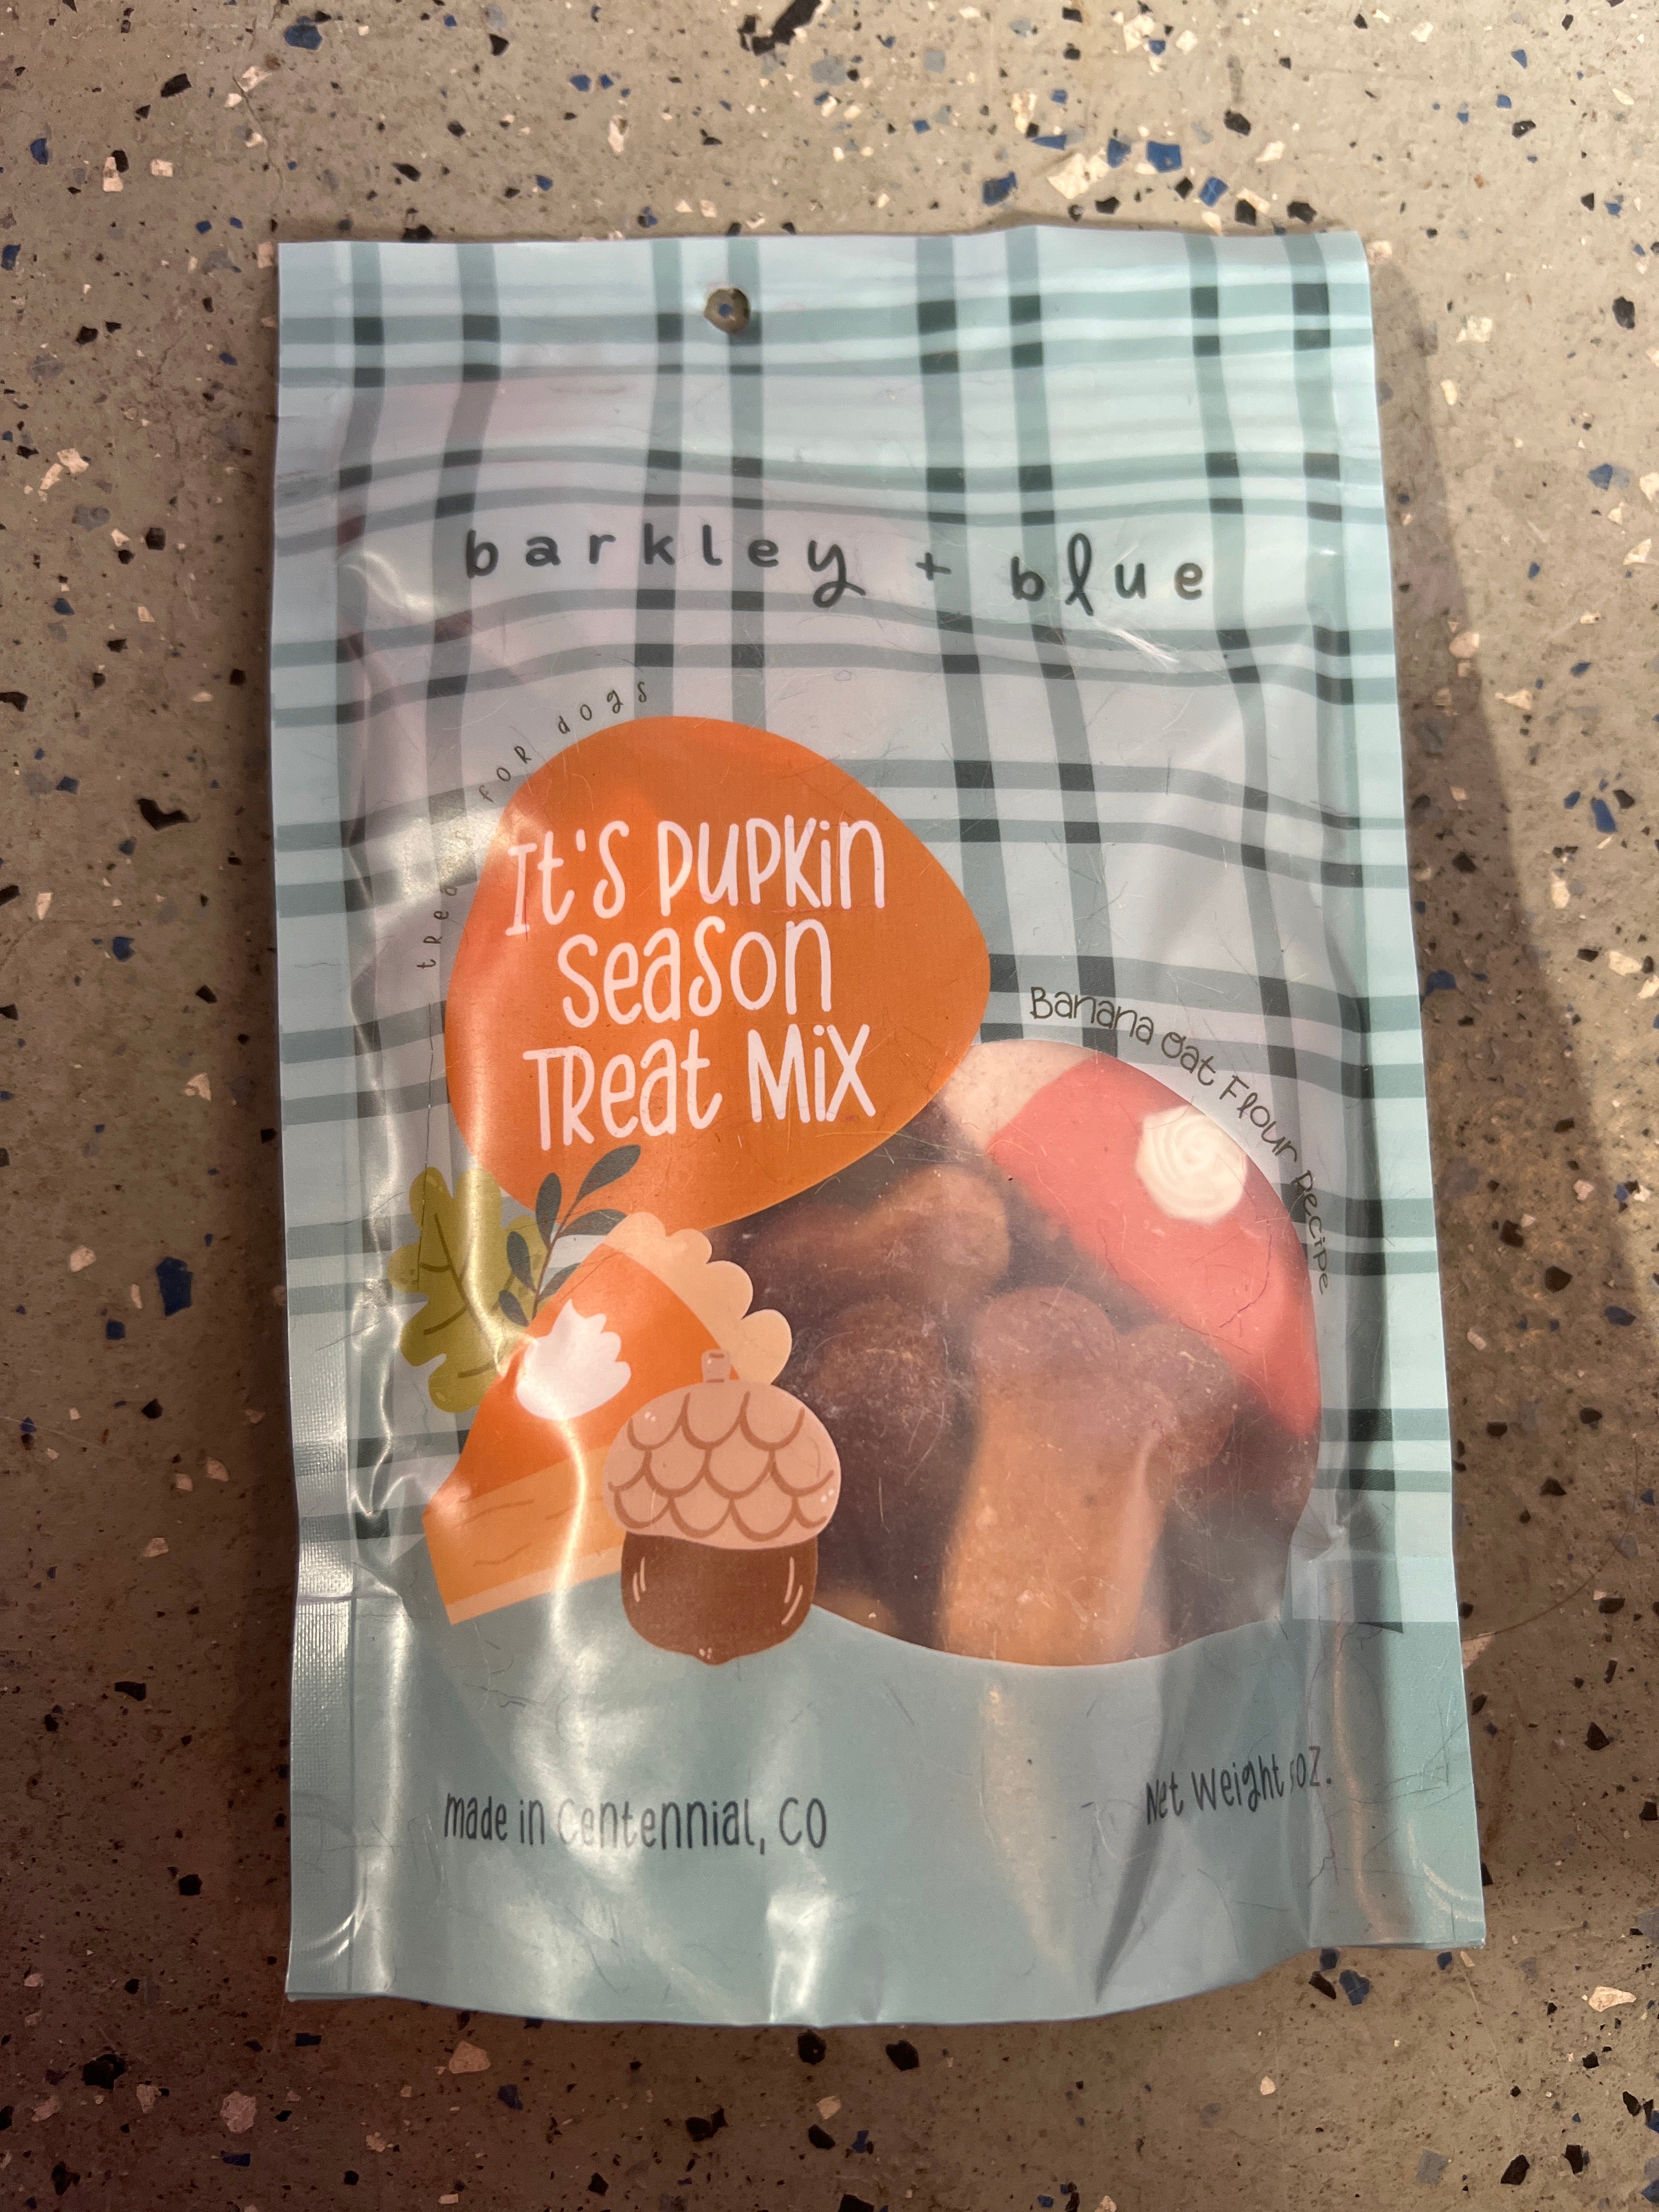 barkley + blue
treats for dogs
It's Pupkin
Season
Treat Mix
Banana Oat Flour Recipe
made in Centennial, CO
Net Weight oz.